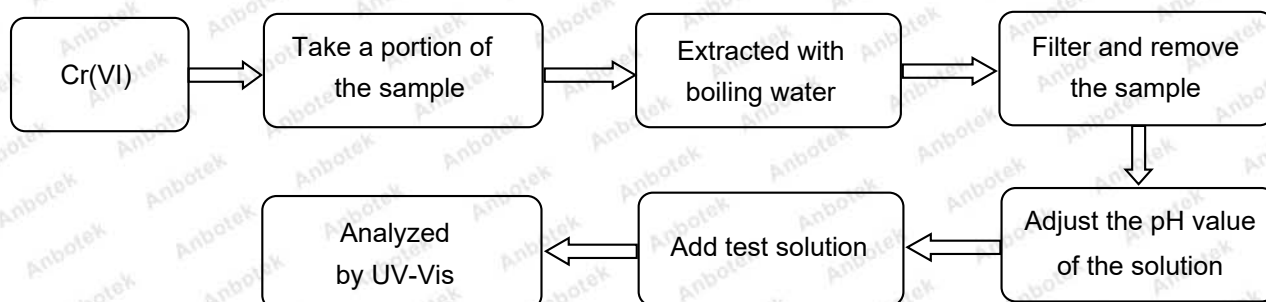 Cr(VI)
Take a portion of
the sample
Extracted with
boiling water
Filter and remove
the sample
Adjust the pH value
of the solution
Add test solution
Analyzed
by UV-Vis
Anbotek